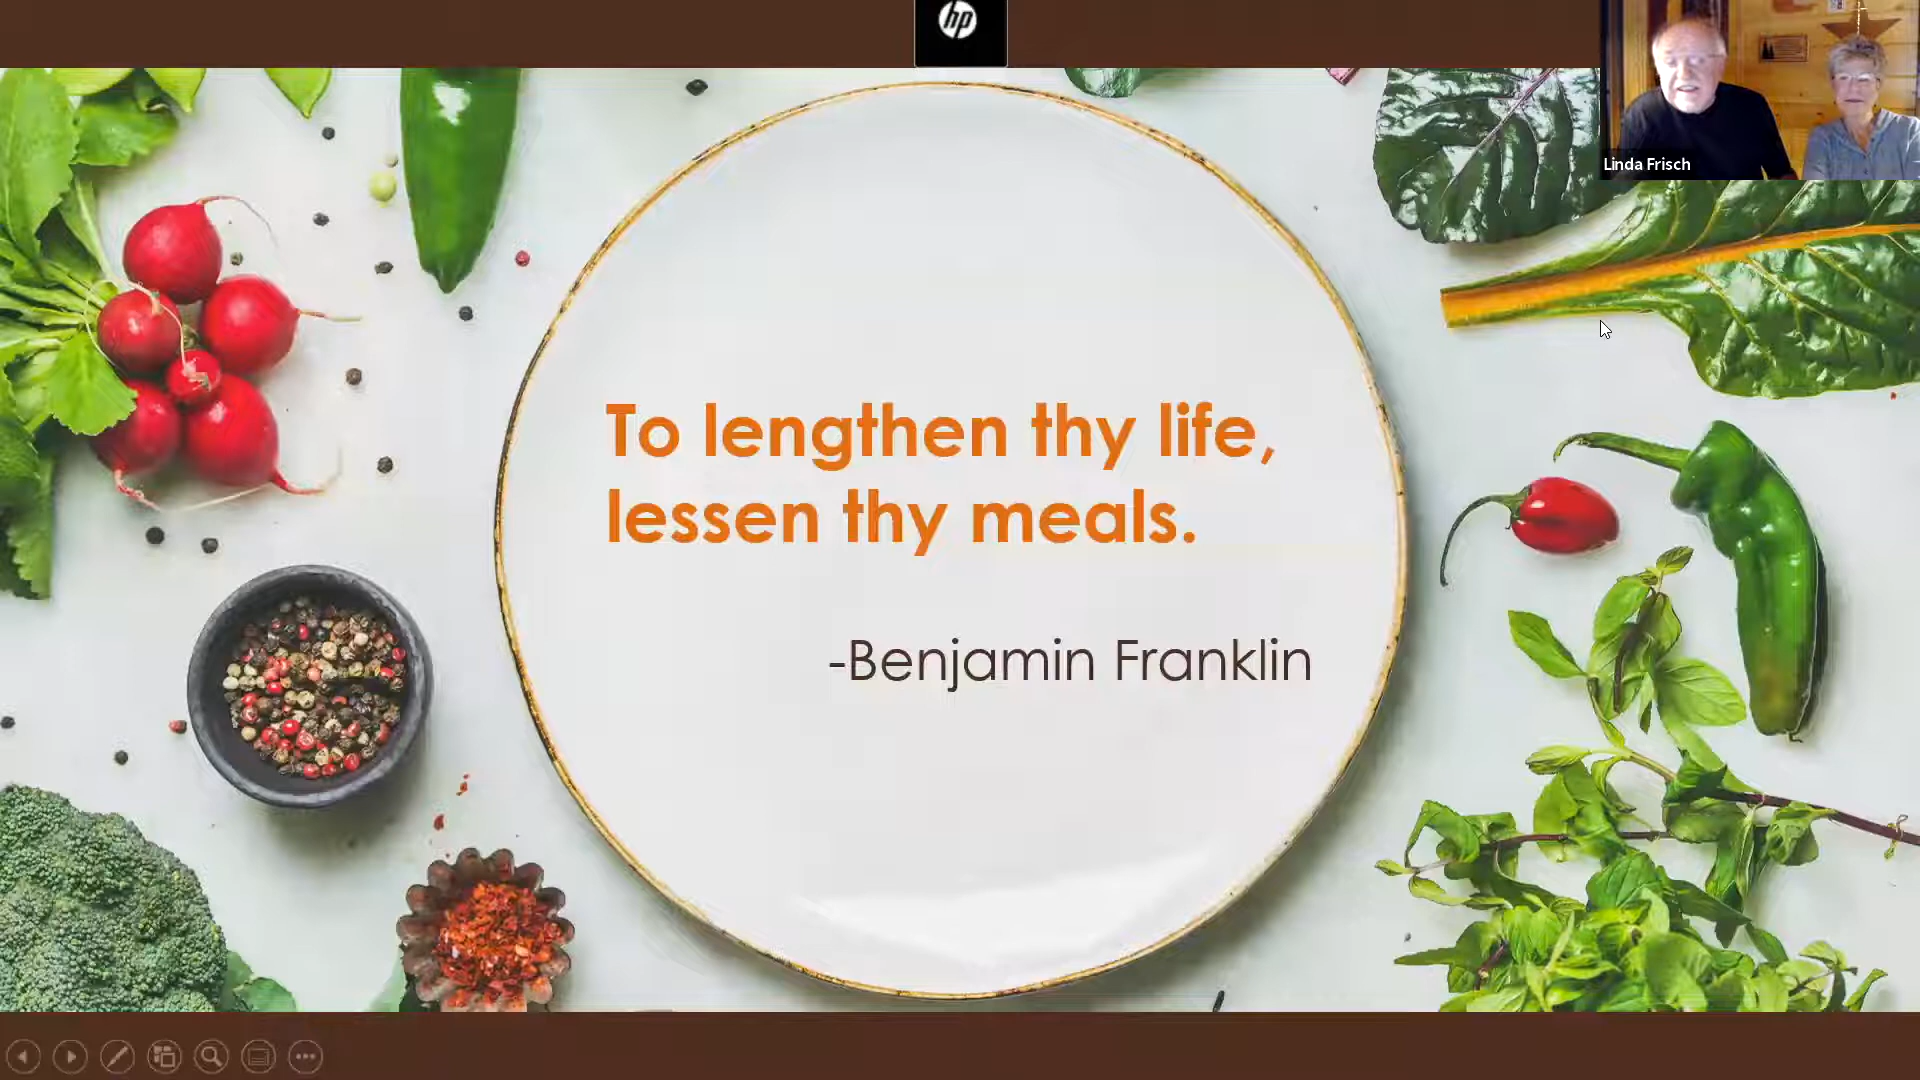 hp
Linda Frisch
To lengthen thy life,
lessen thy meals.
-Benjamin Franklin